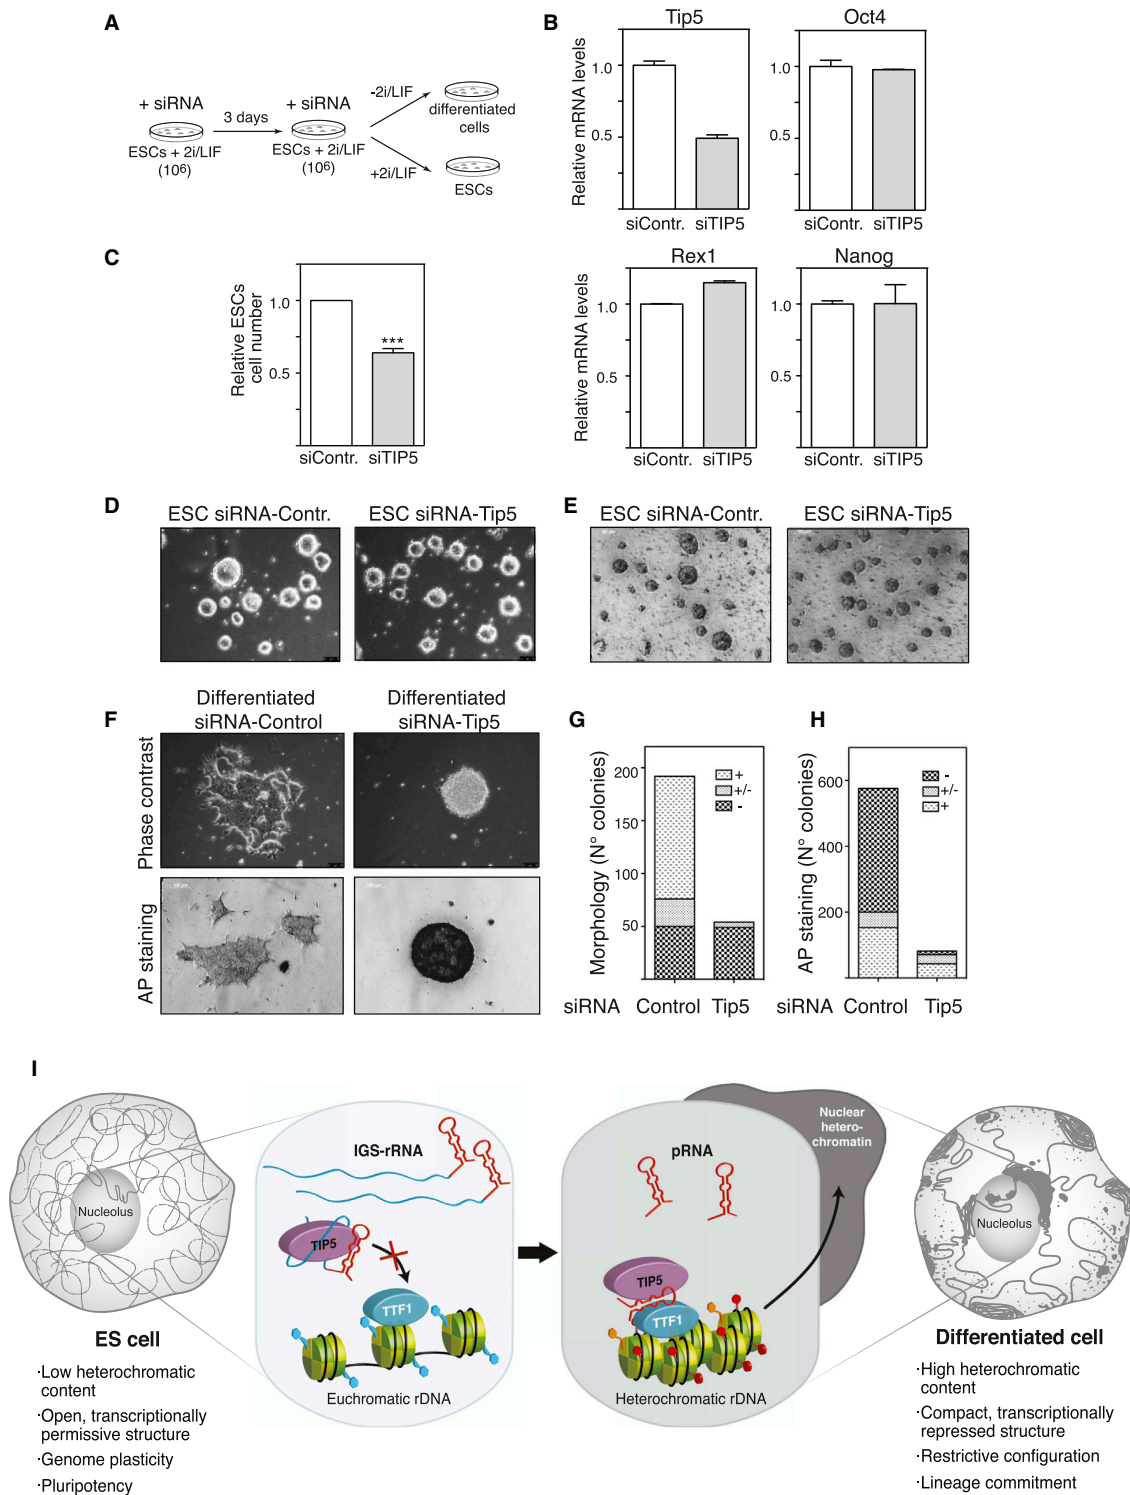 A
+ siRNA
3 days
+ siRNA
ESCs + 2i/LIF
(10⁶)
ESCs + 2i/LIF
(10⁶)
-2i/LIF
differentiated
cells
+2i/LIF
ESCs
B
Tip5
Relative mRNA levels
1.0
0.5
siContr. siTIP5
Oct4
1.0
0.5
siContr. siTIP5
Rex1
Relative mRNA levels
1.0
0.5
siContr. siTIP5
Nanog
1.0
0.5
siContr. siTIP5
C
Relative ESCs
cell number
1.0
0.5
***
siContr. siTIP5
D
ESC siRNA-Contr.
ESC siRNA-Tip5
E
ESC siRNA-Contr.
ESC siRNA-Tip5
F
Differentiated
siRNA-Control
Differentiated
siRNA-Tip5
Phase contrast
AP staining
G
Morphology (N° colonies)
200
150
100
50
+
+/-
-
siRNA Control Tip5
H
AP staining (N° colonies)
600
400
200
-
+/-
+
siRNA Control Tip5
I
Nucleolus
ES cell
·Low heterochromatic
content
·Open, transcriptionally
permissive structure
·Genome plasticity
·Pluripotency
IGS-rRNA
TIP5
TTF1
Euchromatic rDNA
pRNA
TIP5
TTF1
Heterochromatic rDNA
Nuclear
hetero-
chromatin
Nucleolus
Differentiated cell
·High heterochromatic
content
·Compact, transcriptionally
repressed structure
·Restrictive configuration
·Lineage commitment